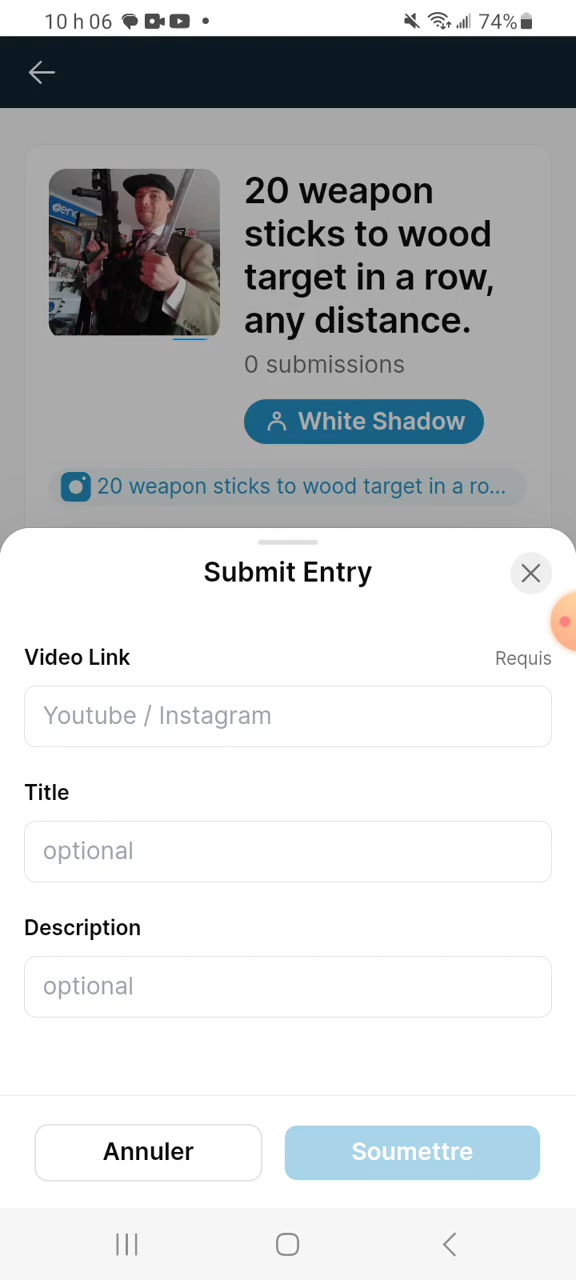 10 h 06
74%
20 weapon
sticks to wood
target in a row,
any distance.
0 submissions
White Shadow
20 weapon sticks to wood target in a ro...
Submit Entry
Video Link
Requis
Youtube / Instagram
Title
optional
Description
optional
Annuler
Soumettre